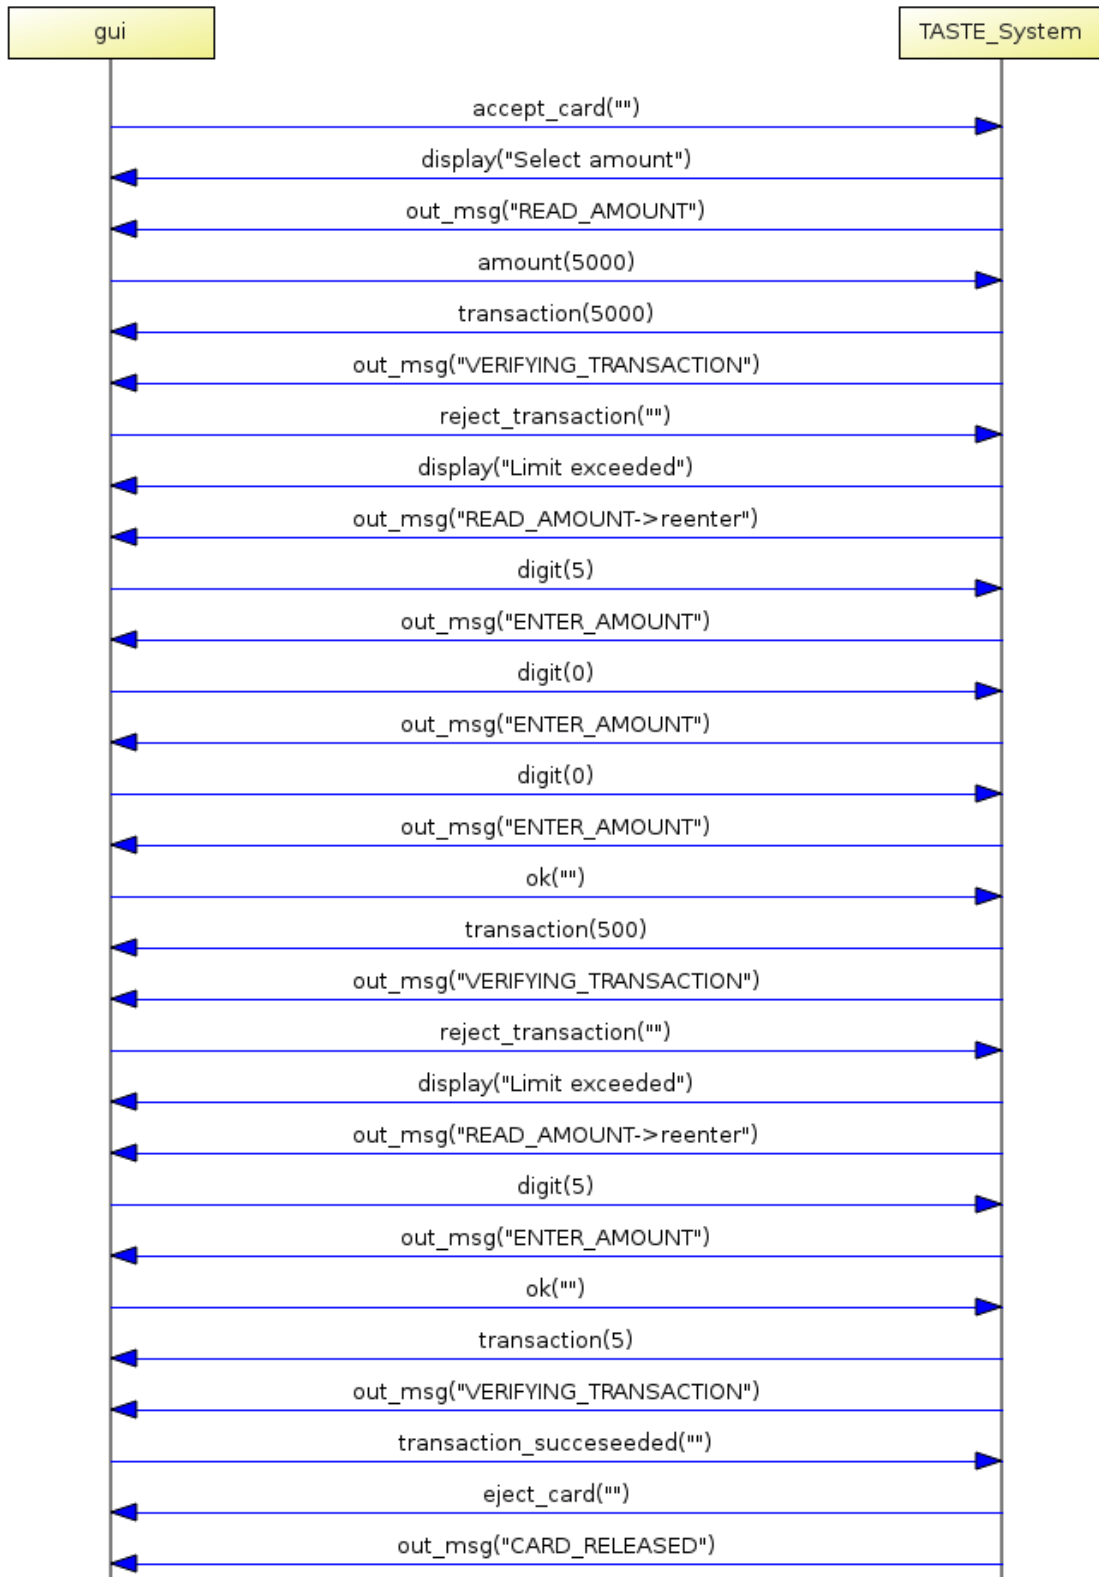 gui
TASTE_System
accept_card("")
display("Select amount")
out_msg("READ_AMOUNT")
amount(5000)
transaction(5000)
out_msg("VERIFYING_TRANSACTION")
reject_transaction("")
display("Limit exceeded")
out_msg("READ_AMOUNT->reenter")
digit(5)
out_msg("ENTER_AMOUNT")
digit(0)
out_msg("ENTER_AMOUNT")
digit(0)
out_msg("ENTER_AMOUNT")
ok("")
transaction(500)
out_msg("VERIFYING_TRANSACTION")
reject_transaction("")
display("Limit exceeded")
out_msg("READ_AMOUNT->reenter")
digit(5)
out_msg("ENTER_AMOUNT")
ok("")
transaction(5)
out_msg("VERIFYING_TRANSACTION")
transaction_succeseeded("")
eject_card("")
out_msg("CARD_RELEASED")